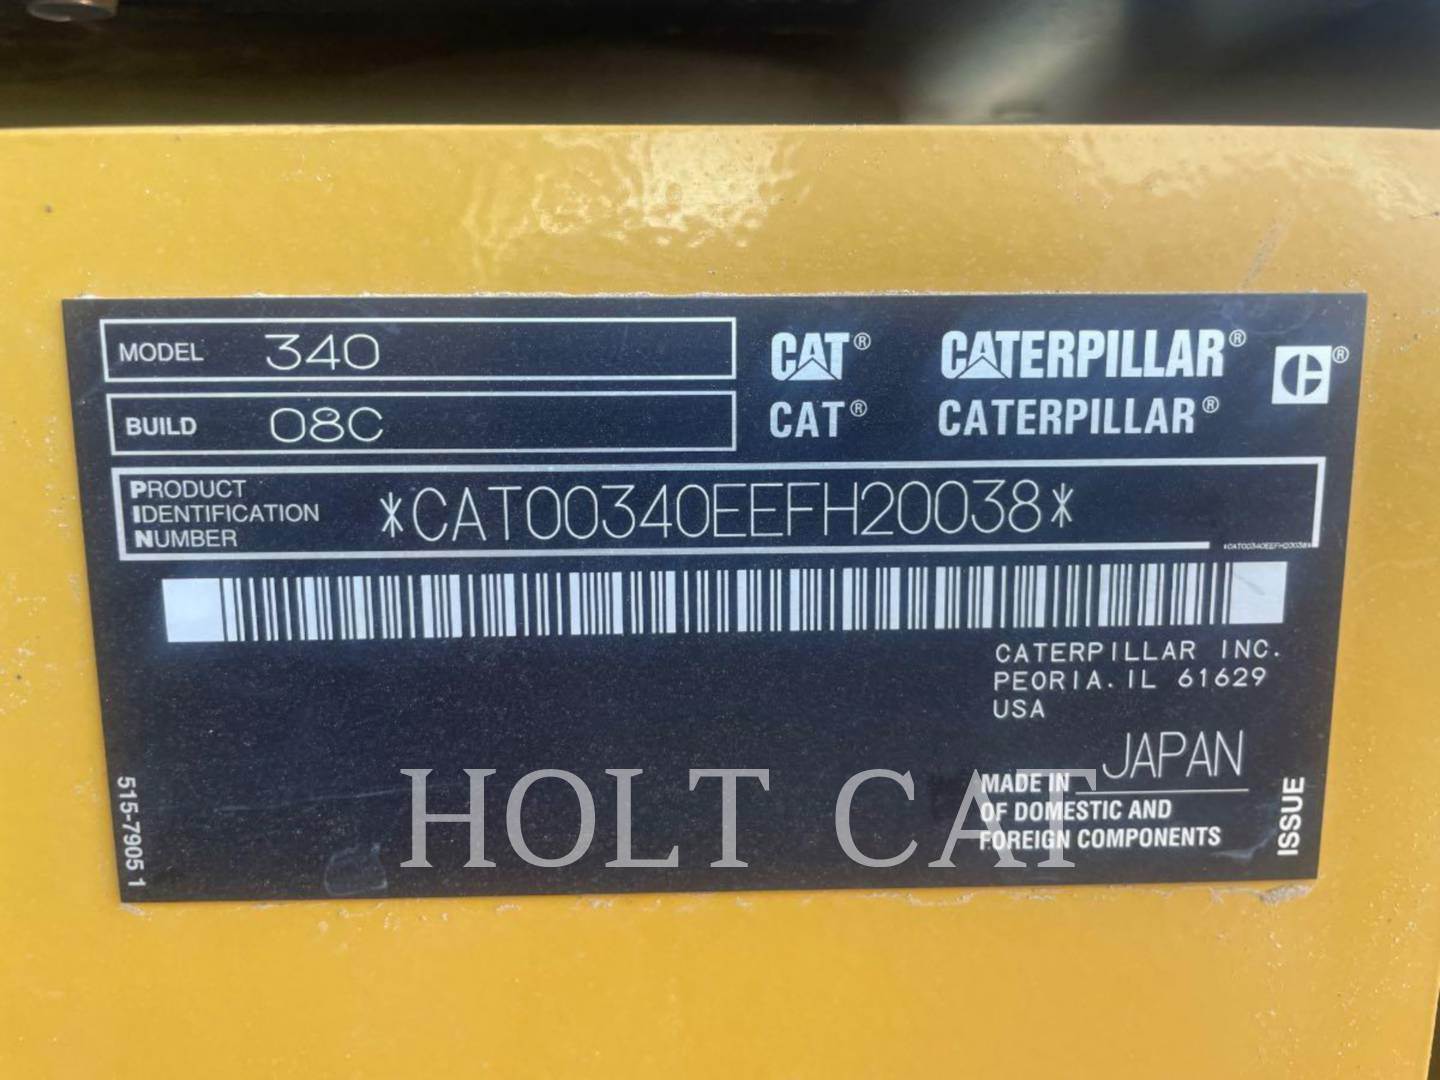 MODEL 340
BUILD 08C
CAT® CATERPILLAR® ®
CAT® CATERPILLAR®
PRODUCT
IDENTIFICATION
NUMBER
*CAT00340EEFH20038*
*CAT00340EEFH20038*
CATERPILLAR INC.
PEORIA. IL 61629
USA
MADE IN JAPAN
OF DOMESTIC AND
FOREIGN COMPONENTS
ISSUE
515-7905 1
HOLT CAT